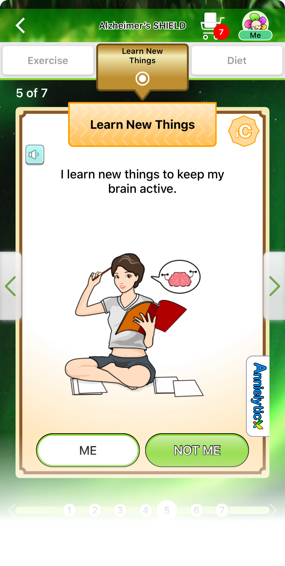 Alzheimer's SHIELD
7
Me
Exercise
Learn New
Things
Diet
5 of 7
Learn New Things
C
I learn new things to keep my
brain active.
Annielyticx
ME
NOT ME
1 2 3 4 5 6 7